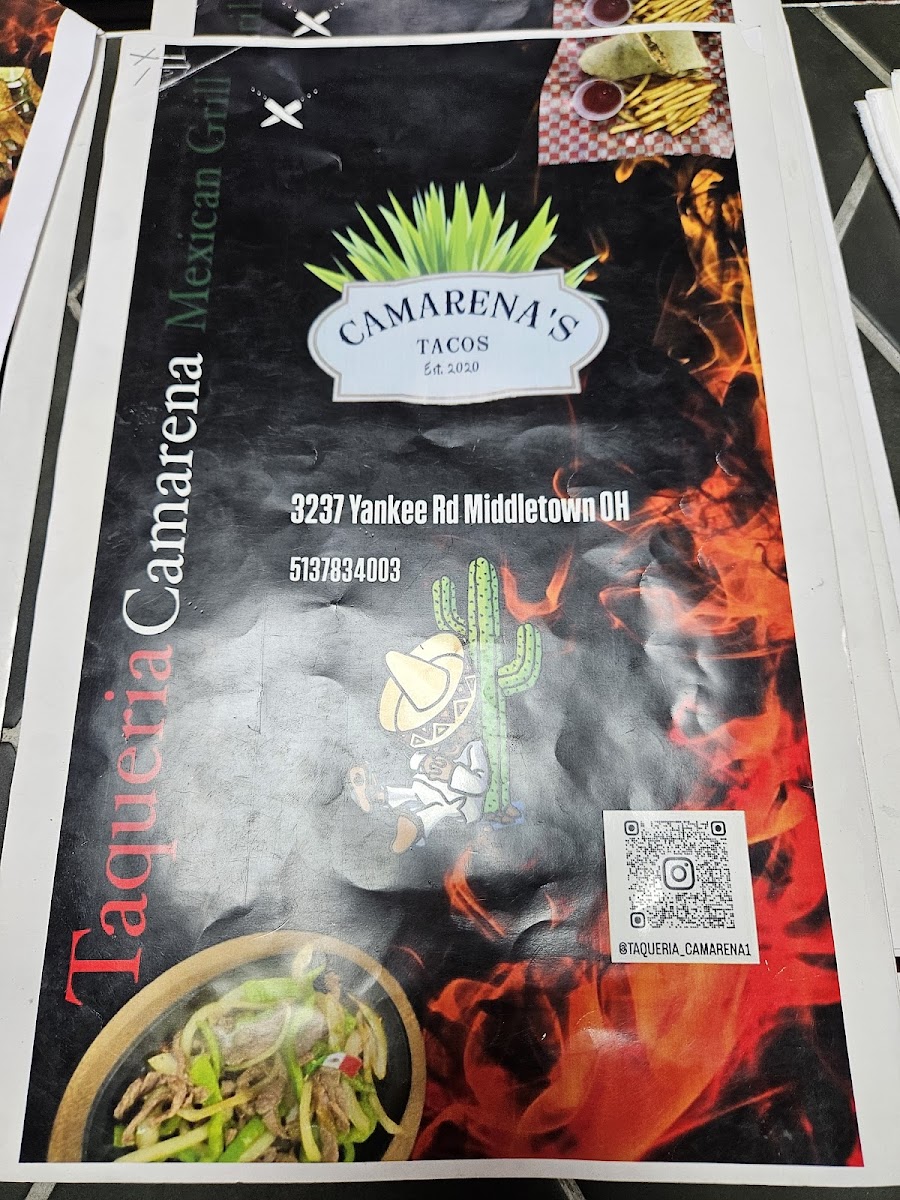 Taqueria Camarena Mexican Grill
CAMARENA'S
TACOS
Est. 2020
3237 Yankee Rd Middletown OH
5137834003
@TAQUERIA_CAMARENA1